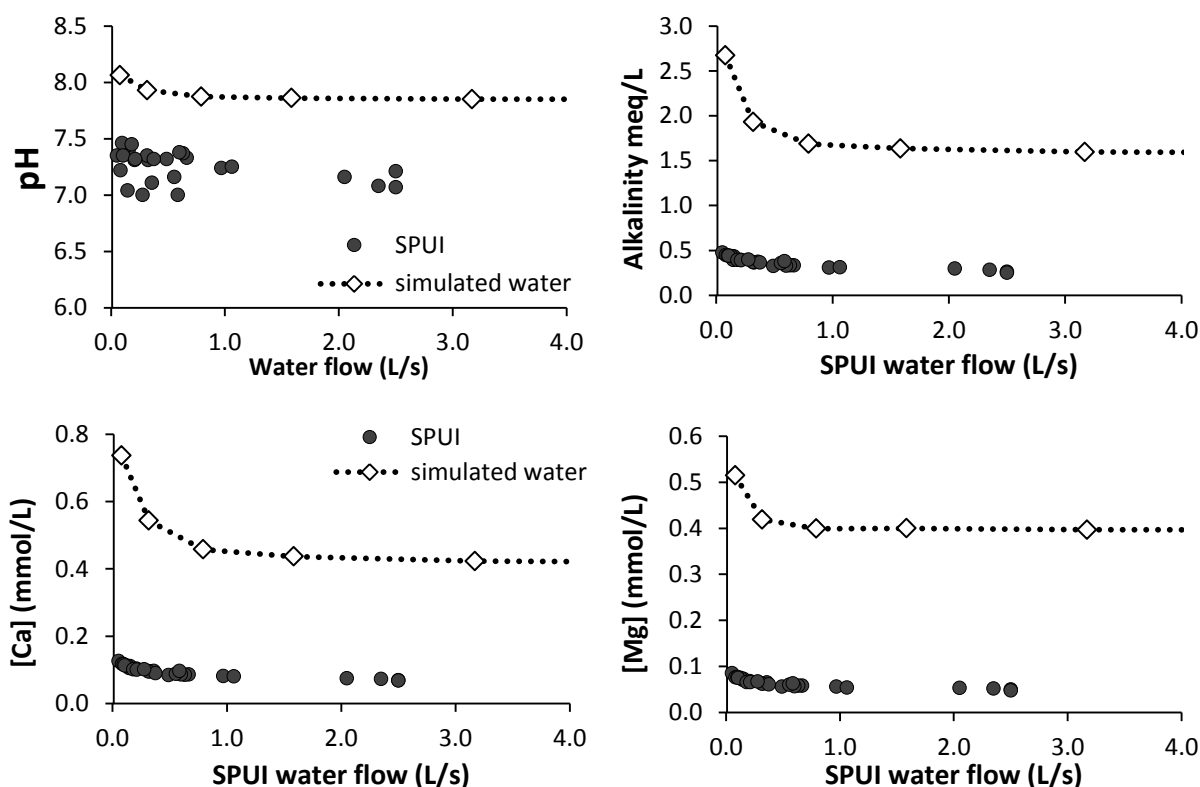 8.5
8.0
7.5
7.0
6.5
6.0
pH
SPUI
simulated water
0.0 1.0 2.0 3.0 4.0
Water flow (L/s)
3.0
2.5
2.0
1.5
1.0
0.5
0.0
Alkalinity meq/L
0.0 1.0 2.0 3.0 4.0
SPUI water flow (L/s)
0.8
0.6
0.4
0.2
0.0
[Ca] (mmol/L)
SPUI
simulated water
0.0 1.0 2.0 3.0 4.0
SPUI water flow (L/s)
0.6
0.5
0.4
0.3
0.2
0.1
0.0
[Mg] (mmol/L)
0.0 1.0 2.0 3.0 4.0
SPUI water flow (L/s)